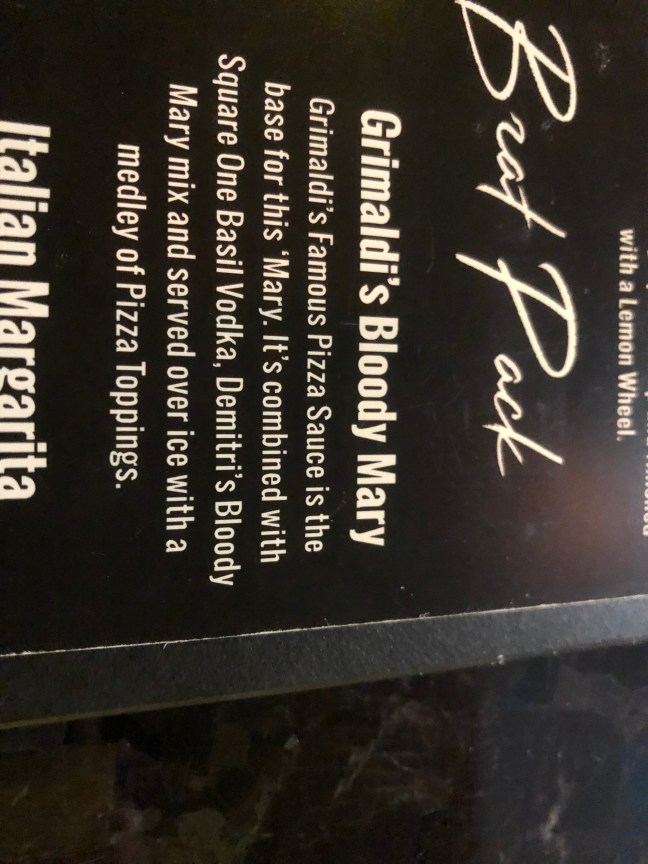 with a Lemon Wheel.
Brat Pack
Grimaldi's Bloody Mary
Grimaldi's Famous Pizza Sauce is the
base for this 'Mary. It's combined with
Square One Basil Vodka, Demitri's Bloody
Mary mix and served over ice with a
medley of Pizza Toppings.
Italian Margarita